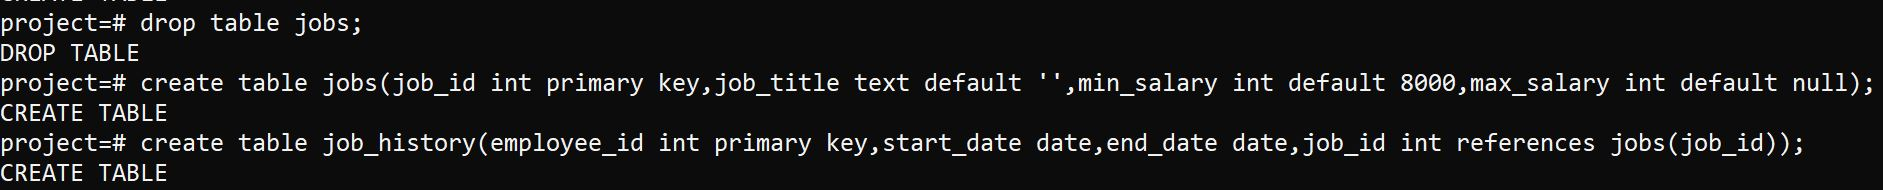 project=# drop table jobs;
DROP TABLE
project=# create table jobs(job_id int primary key,job_title text default '',min_salary int default 8000,max_salary int default null);
CREATE TABLE
project=# create table job_history(employee_id int primary key,start_date date,end_date date,job_id int references jobs(job_id));
CREATE TABLE